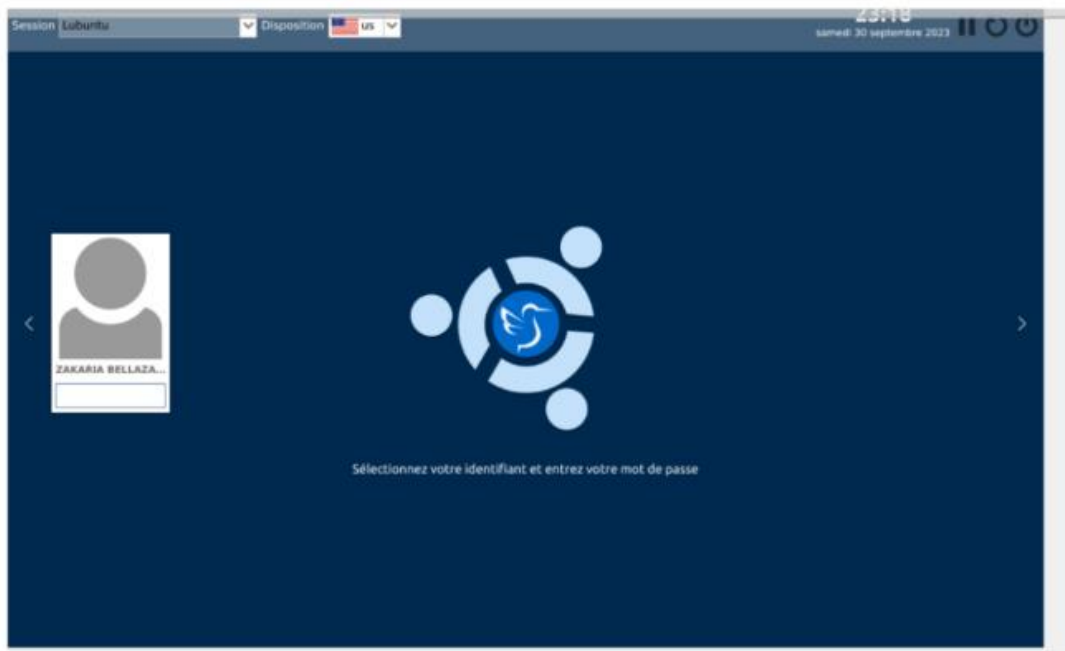 Session Lubuntu Disposition us
23:18
samedi 30 septembre 2023
ZAKARIA BELLAZA...
Sélectionnez votre identifiant et entrez votre mot de passe